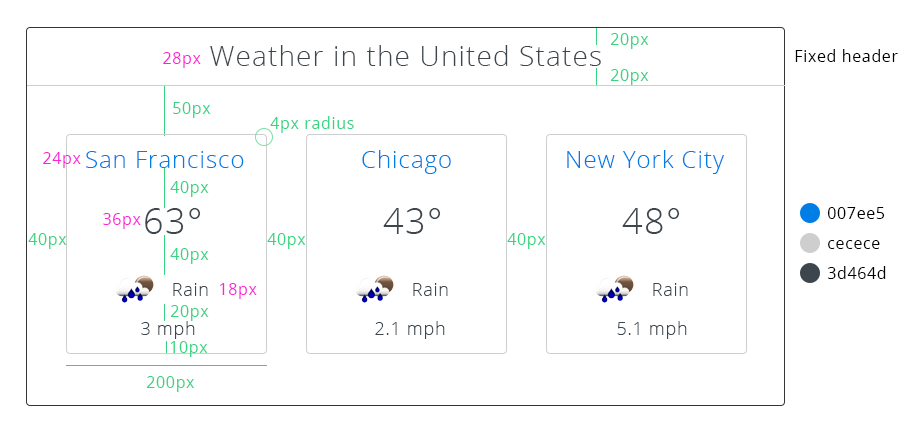 20px
28px Weather in the United States
Fixed header
20px
50px
4px radius
24px San Francisco
Chicago
New York City
40px
36px 63°
43°
48°
007ee5
40px
40px
40px
cecece
40px
3d464d
Rain 18px
Rain
Rain
20px
3 mph
2.1 mph
5.1 mph
10px
200px